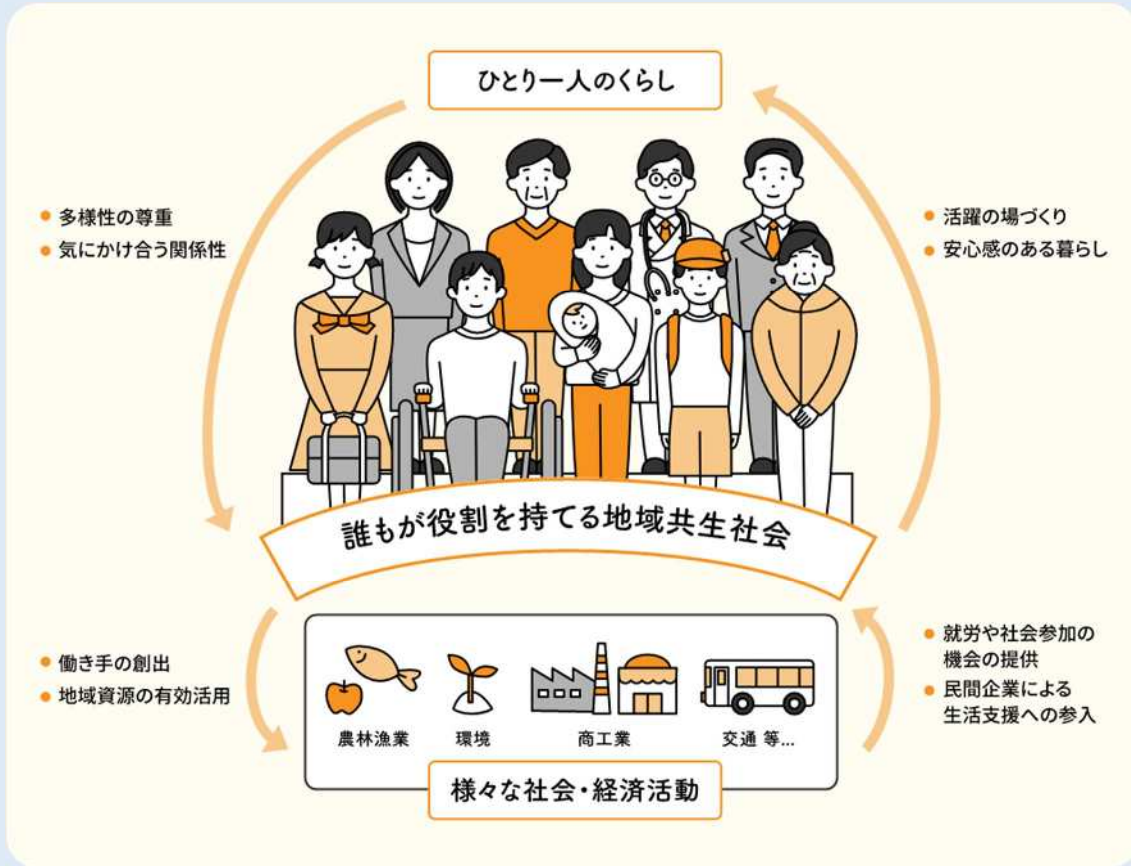 ひとり一人のくらし
多様性の尊重
気にかけ合う関係性
活躍の場づくり
安心感のある暮らし
誰もが役割を持てる地域共生社会
働き手の創出
地域資源の有効活用
就労や社会参加の
機会の提供
民間企業による
生活支援への参入
農林漁業
環境
商工業
交通 等...
様々な社会・経済活動